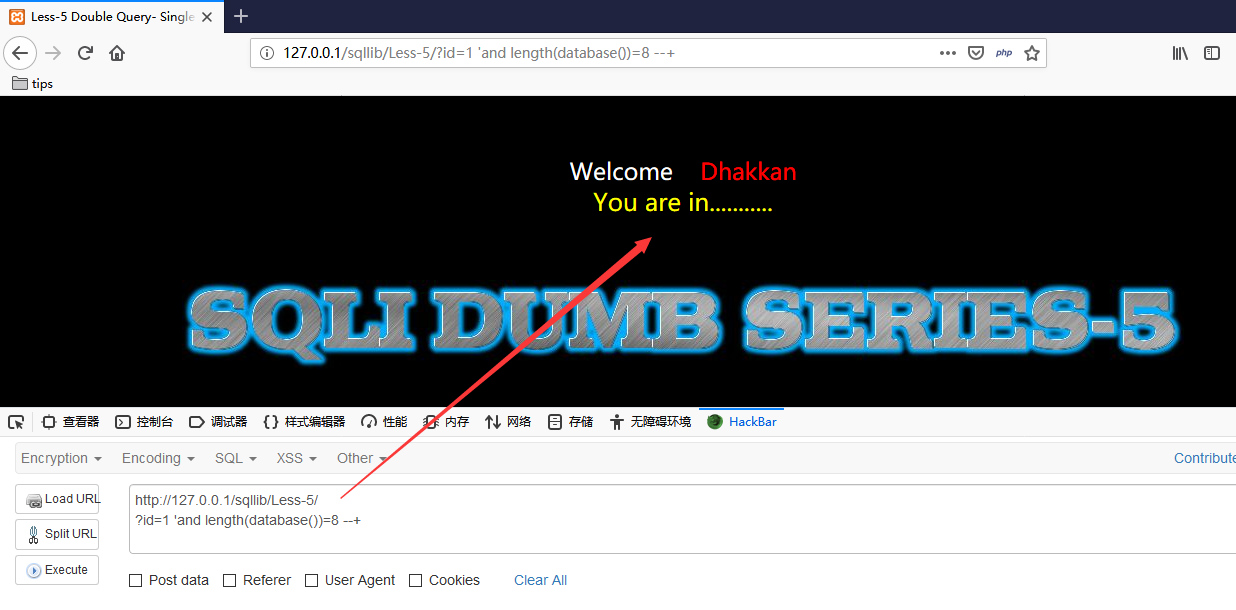 Less-5 Double Query- Single
127.0.0.1/sqllib/Less-5/?id=1 'and length(database())=8 --+
php
tips
Welcome Dhakkan
You are in...........
SQLI DUMB SERIES-5
查看器 控制台 调试器 样式编辑器 性能 内存 网络 存储 无障碍环境 HackBar
Encryption Encoding SQL XSS Other Contribute
Load URL
http://127.0.0.1/sqllib/Less-5/
?id=1 'and length(database())=8 --+
Split URL
Execute
Post data Referer User Agent Cookies Clear All